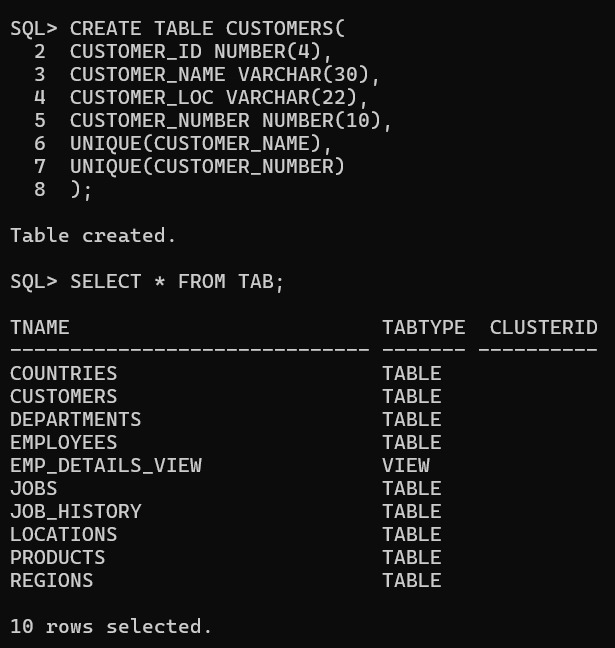 SQL> CREATE TABLE CUSTOMERS(
  2  CUSTOMER_ID NUMBER(4),
  3  CUSTOMER_NAME VARCHAR(30),
  4  CUSTOMER_LOC VARCHAR(22),
  5  CUSTOMER_NUMBER NUMBER(10),
  6  UNIQUE(CUSTOMER_NAME),
  7  UNIQUE(CUSTOMER_NUMBER)
  8  );
Table created.
SQL> SELECT * FROM TAB;
TNAME                          TABTYPE  CLUSTERID
------------------------------ ------- ----------
COUNTRIES                      TABLE
CUSTOMERS                      TABLE
DEPARTMENTS                    TABLE
EMPLOYEES                      TABLE
EMP_DETAILS_VIEW               VIEW
JOBS                           TABLE
JOB_HISTORY                    TABLE
LOCATIONS                      TABLE
PRODUCTS                       TABLE
REGIONS                        TABLE
10 rows selected.